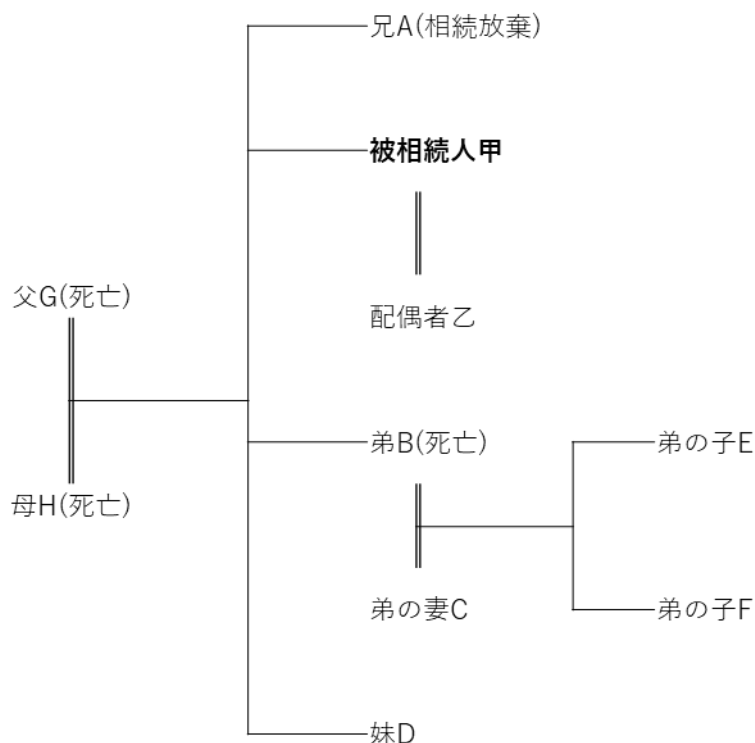 兄A(相続放棄)
被相続人甲
父G(死亡)
配偶者乙
弟B(死亡)
弟の子E
母H(死亡)
弟の妻C
弟の子F
妹D